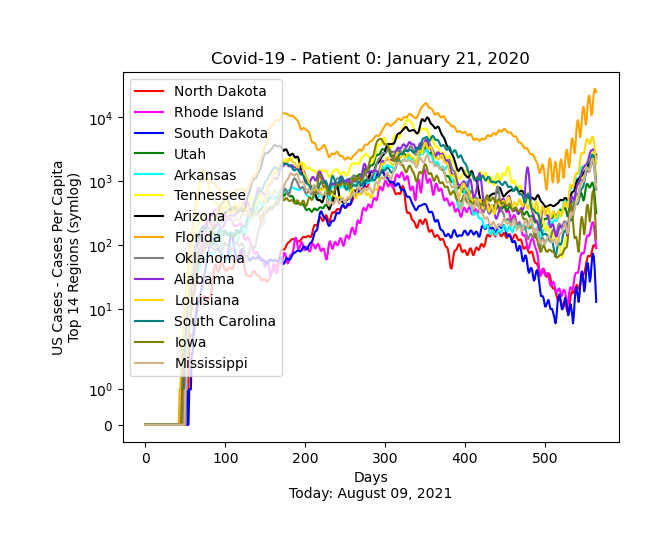 Covid-19 - Patient 0: January 21, 2020
US Cases - Cases Per Capita
Top 14 Regions (symlog)
10^4
10^3
10^2
10^1
10^0
0
North Dakota
Rhode Island
South Dakota
Utah
Arkansas
Tennessee
Arizona
Florida
Oklahoma
Alabama
Louisiana
South Carolina
Iowa
Mississippi
0 100 200 300 400 500
Days
Today: August 09, 2021